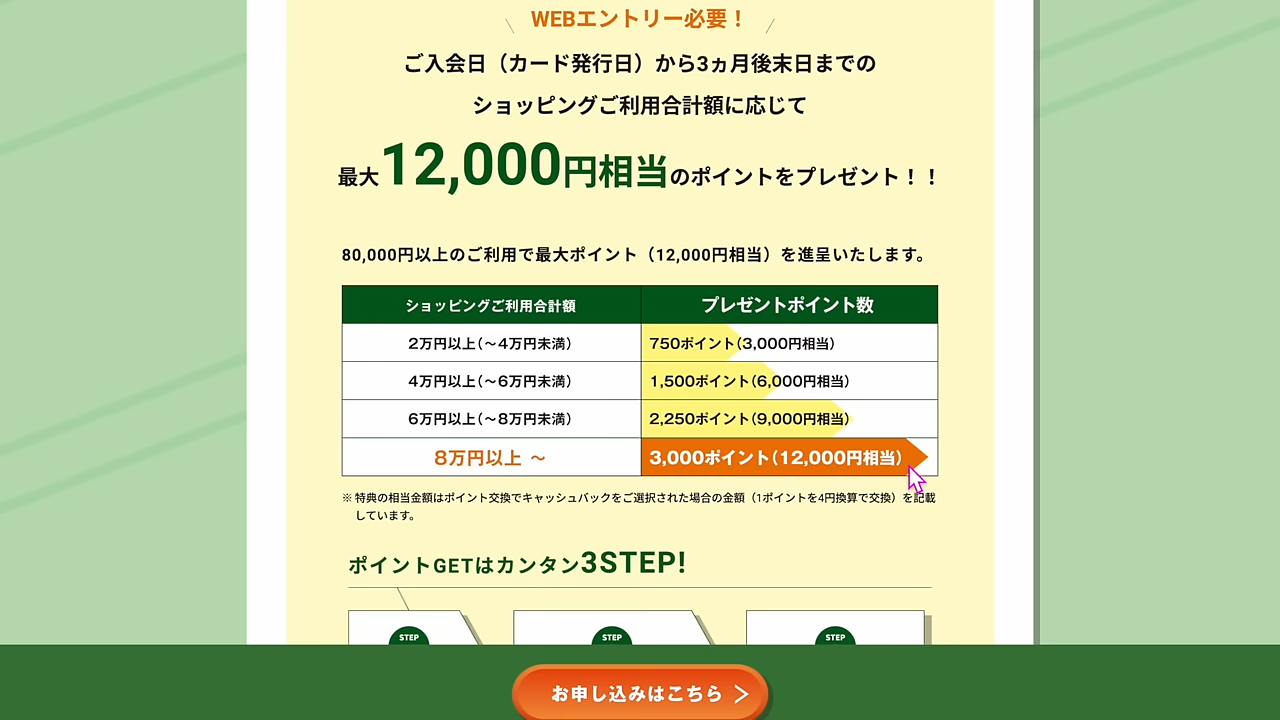 WEBエントリー必要！
ご入会日（カード発行日）から3ヵ月後末日までの
ショッピングご利用合計額に応じて
最大12,000円相当のポイントをプレゼント！！
80,000円以上のご利用で最大ポイント（12,000円相当）を進呈いたします。
ショッピングご利用合計額 プレゼントポイント数
2万円以上(～4万円未満) 750ポイント(3,000円相当)
4万円以上(～6万円未満) 1,500ポイント(6,000円相当)
6万円以上(～8万円未満) 2,250ポイント(9,000円相当)
8万円以上 ～ 3,000ポイント(12,000円相当)
※ 特典の相当金額はポイント交換でキャッシュバックをご選択された場合の金額（1ポイントを4円換算で交換）を記載
しています。
ポイントGETはカンタン3STEP!
STEP STEP STEP
お申し込みはこちら